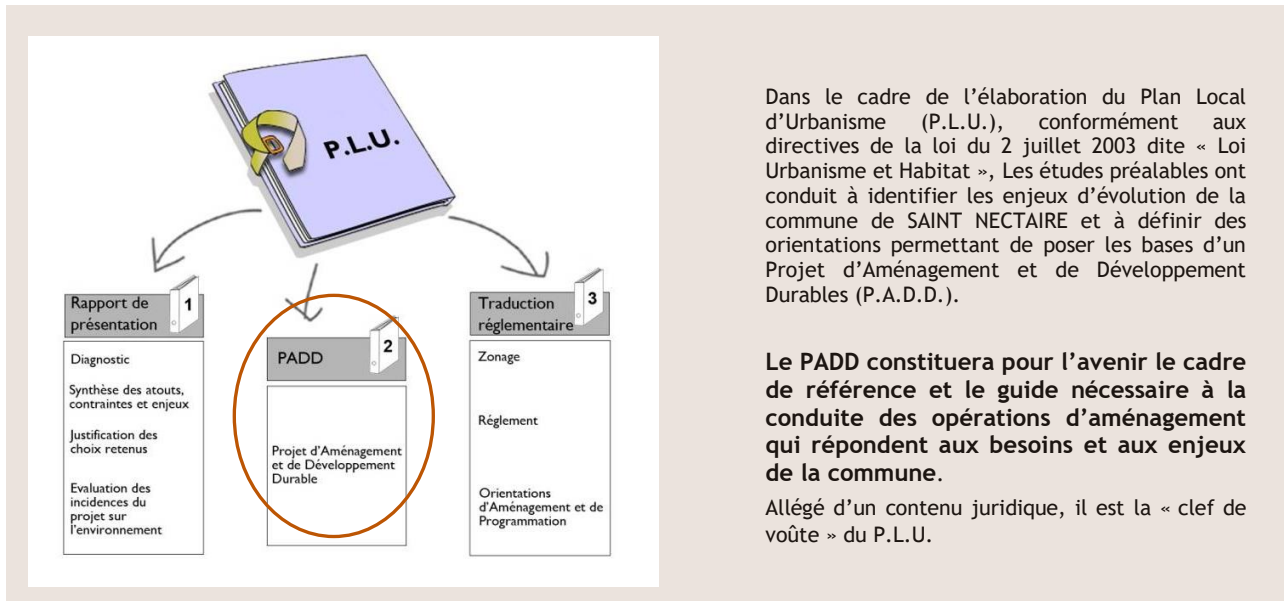 P.L.U.
Rapport de
présentation
1
Diagnostic
Synthèse des atouts,
contraintes et enjeux
Justification des
choix retenus
Evaluation des
incidences du
projet sur
l'environnement
PADD
2
Projet d'Aménagement
et de Développement
Durable
Traduction
réglementaire
3
Zonage
Réglement
Orientations
d'Aménagement et de
Programmation
Dans le cadre de l'élaboration du Plan Local
d'Urbanisme (P.L.U.), conformément aux
directives de la loi du 2 juillet 2003 dite « Loi
Urbanisme et Habitat », Les études préalables ont
conduit à identifier les enjeux d'évolution de la
commune de SAINT NECTAIRE et à définir des
orientations permettant de poser les bases d'un
Projet d'Aménagement et de Développement
Durables (P.A.D.D.).
Le PADD constituera pour l'avenir le cadre
de référence et le guide nécessaire à la
conduite des opérations d'aménagement
qui répondent aux besoins et aux enjeux
de la commune.
Allégé d'un contenu juridique, il est la « clef de
voûte » du P.L.U.